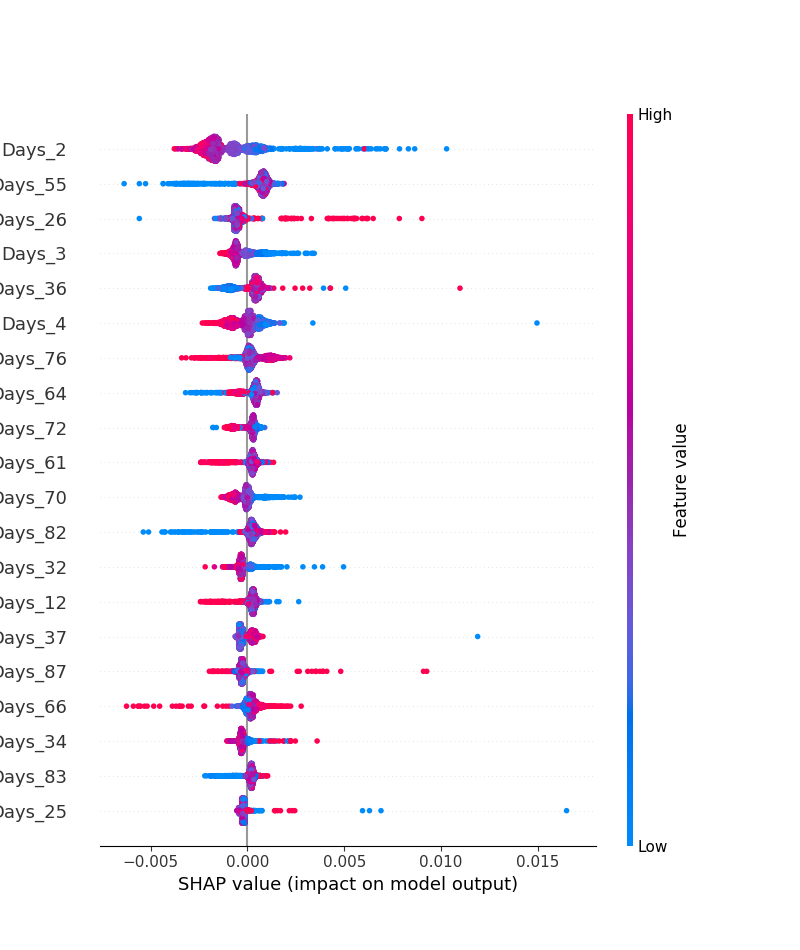 High
Days_2
Days_55
Days_26
Days_3
Days_36
Days_4
Days_76
Days_64
Days_72
Days_61
Days_70
Days_82
Days_32
Days_12
Days_37
Days_87
Days_66
Days_34
Days_83
Days_25
Feature value
Low
−0.005 0.000 0.005 0.010 0.015
SHAP value (impact on model output)